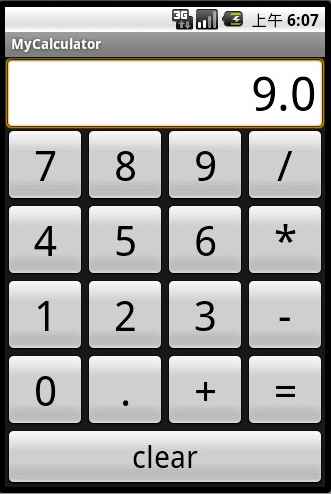 3G 上午 6:07
MyCalculator
9.0
7 8 9 /
4 5 6 *
1 2 3 -
0 . + =
clear